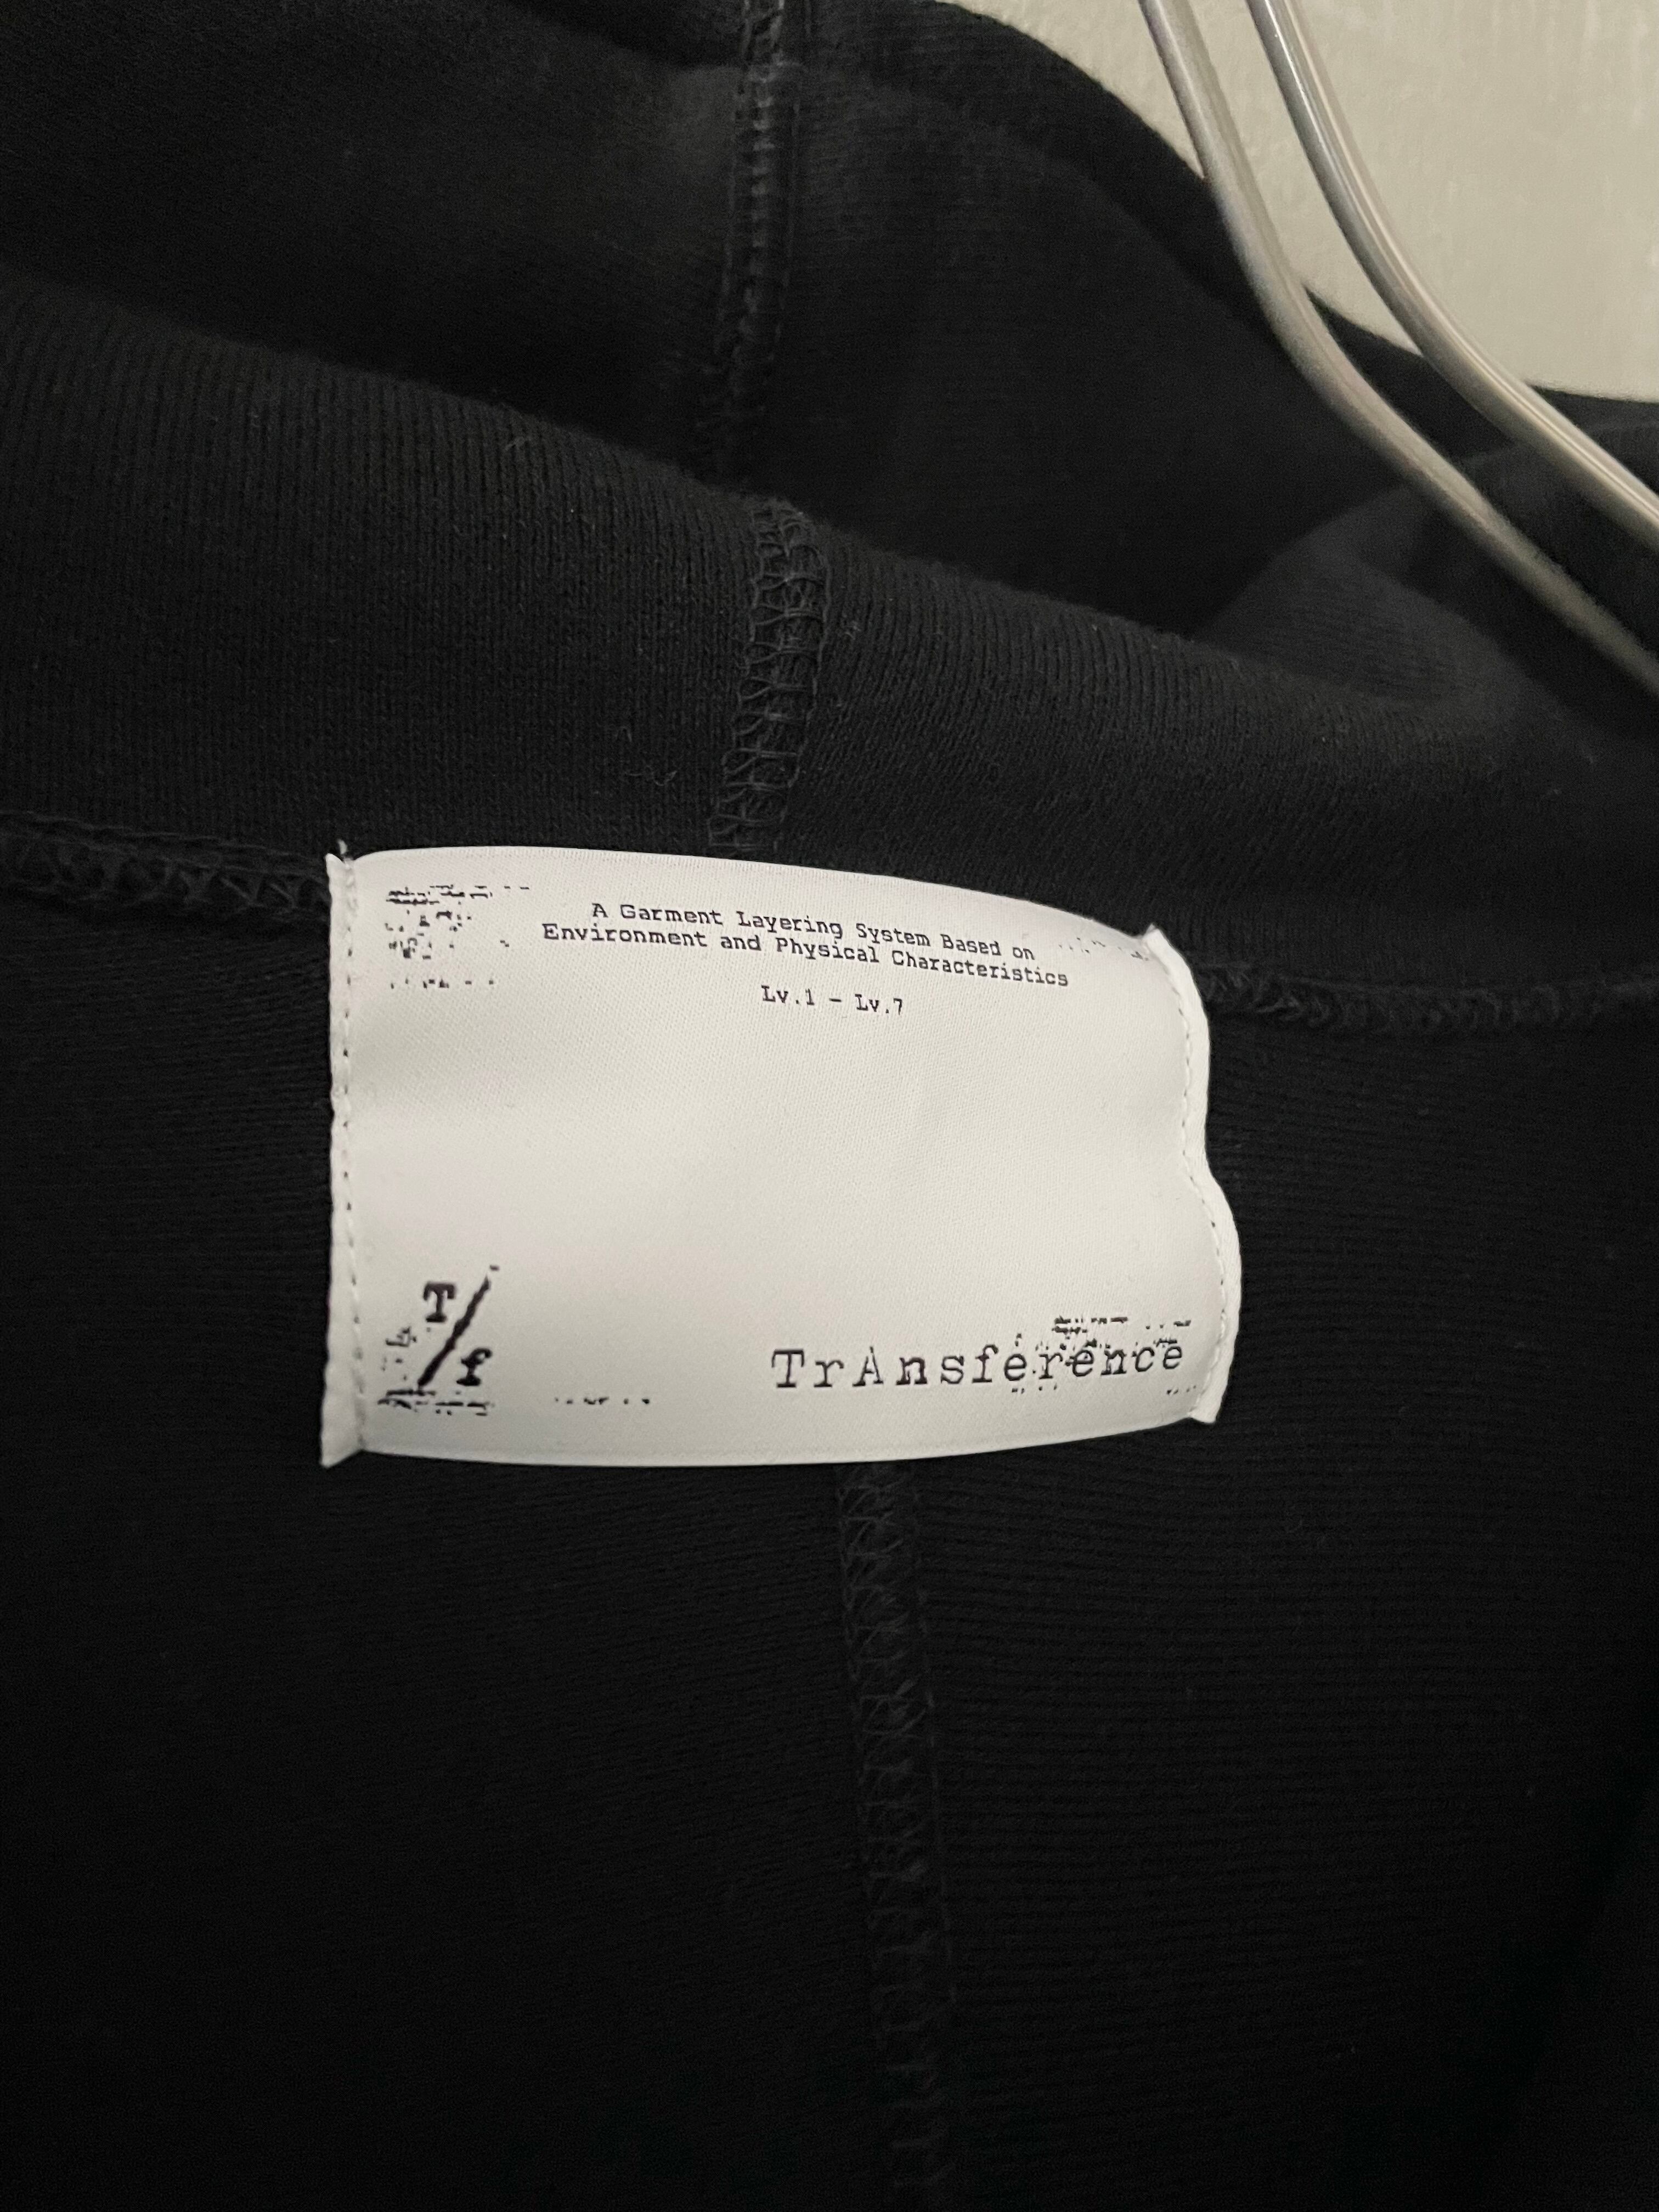 A Garment Layering System Based on
Environment and Physical Characteristics
Lv.1 - Lv.7
T/f
TrAnsference